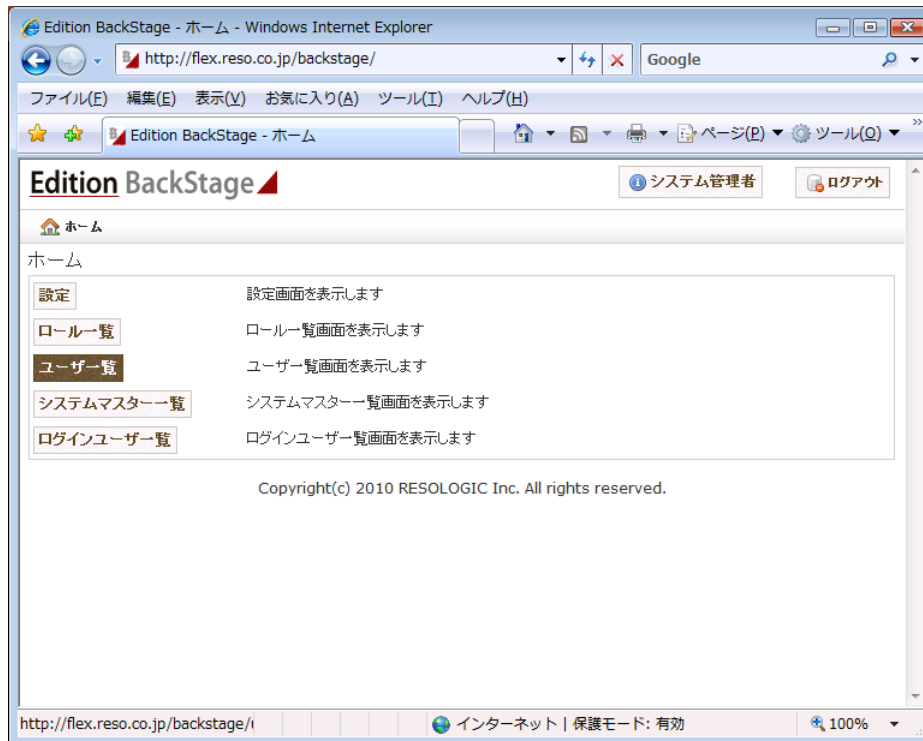 Edition BackStage - ホーム - Windows Internet Explorer
http://flex.reso.co.jp/backstage/
Google
ファイル(F) 編集(E) 表示(V) お気に入り(A) ツール(T) ヘルプ(H)
Edition BackStage - ホーム
ページ(P) ツール(O)
Edition BackStage
システム管理者
ログアウト
ホーム
ホーム
設定 設定画面を表示します
ロール一覧 ロール一覧画面を表示します
ユーザ一覧 ユーザ一覧画面を表示します
システムマスター一覧 システムマスター一覧画面を表示します
ログインユーザ一覧 ログインユーザ一覧画面を表示します
Copyright(c) 2010 RESOLOGIC Inc. All rights reserved.
http://flex.reso.co.jp/backstage/
インターネット | 保護モード: 有効
100%